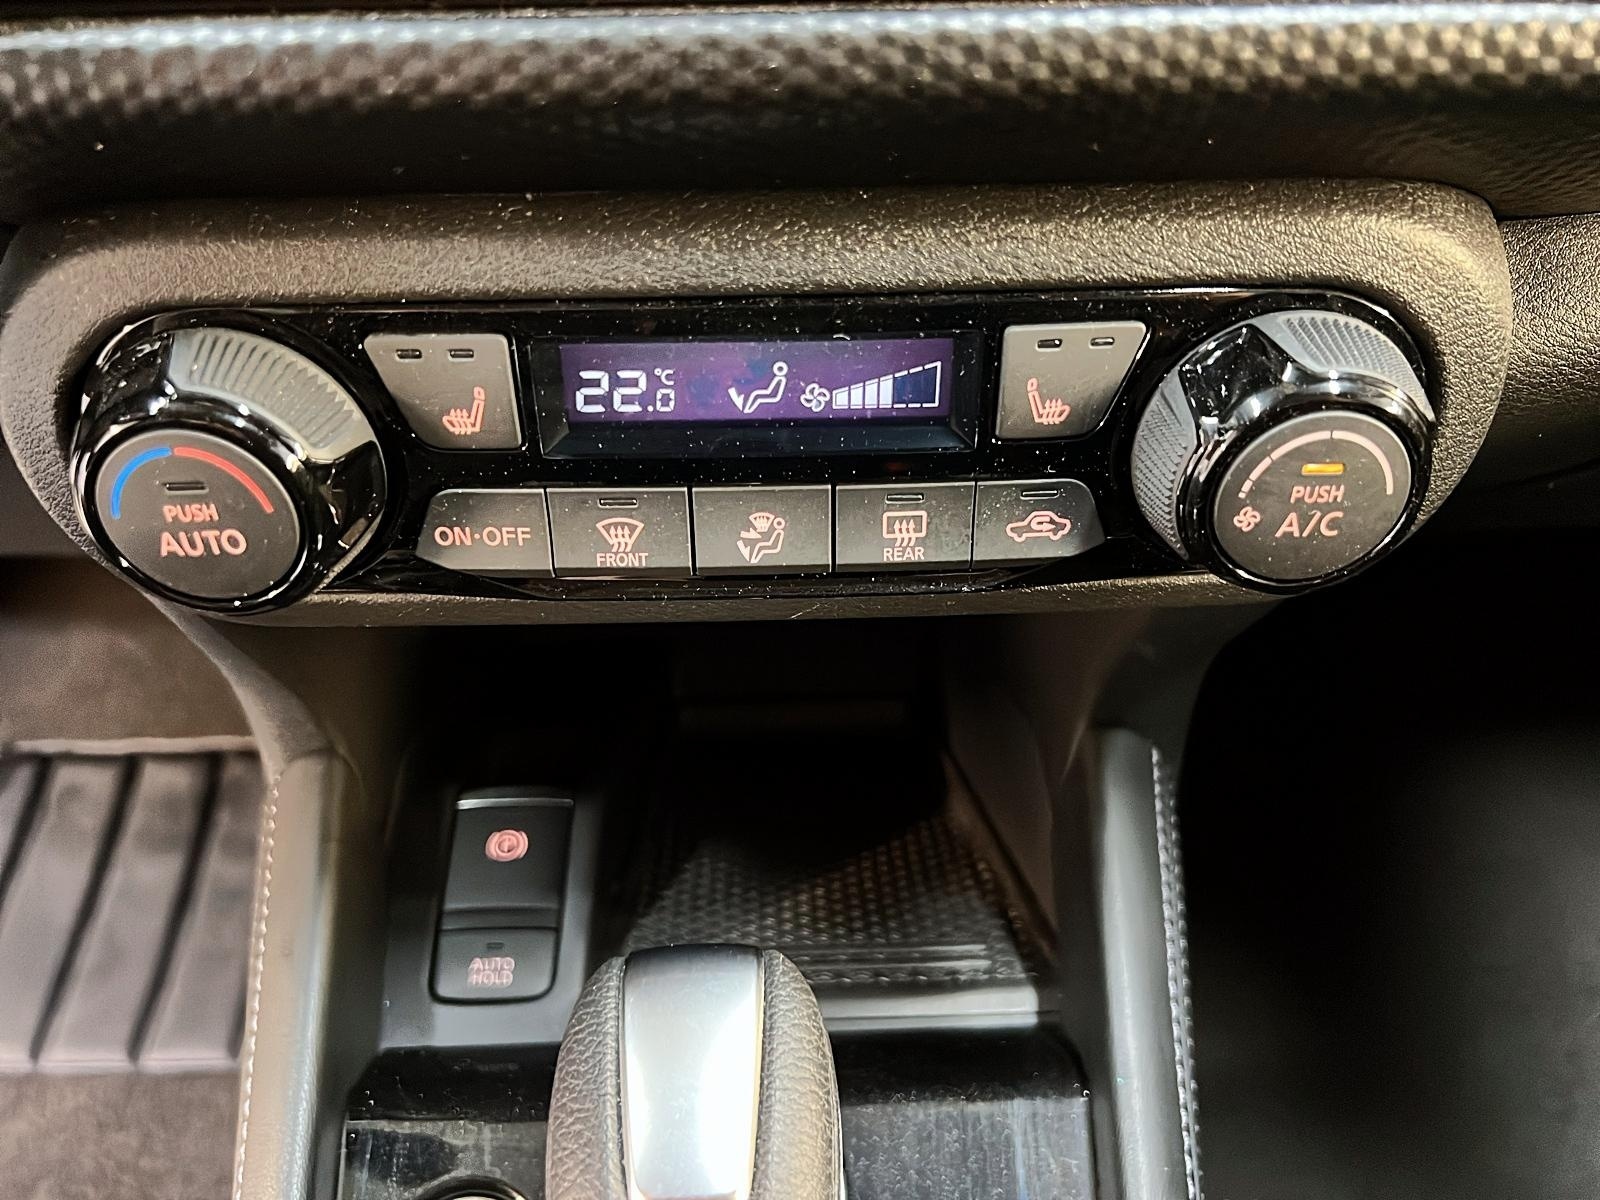 22.0 °C
PUSH
AUTO
ON·OFF
FRONT
REAR
PUSH
A/C
AUTO
HOLD